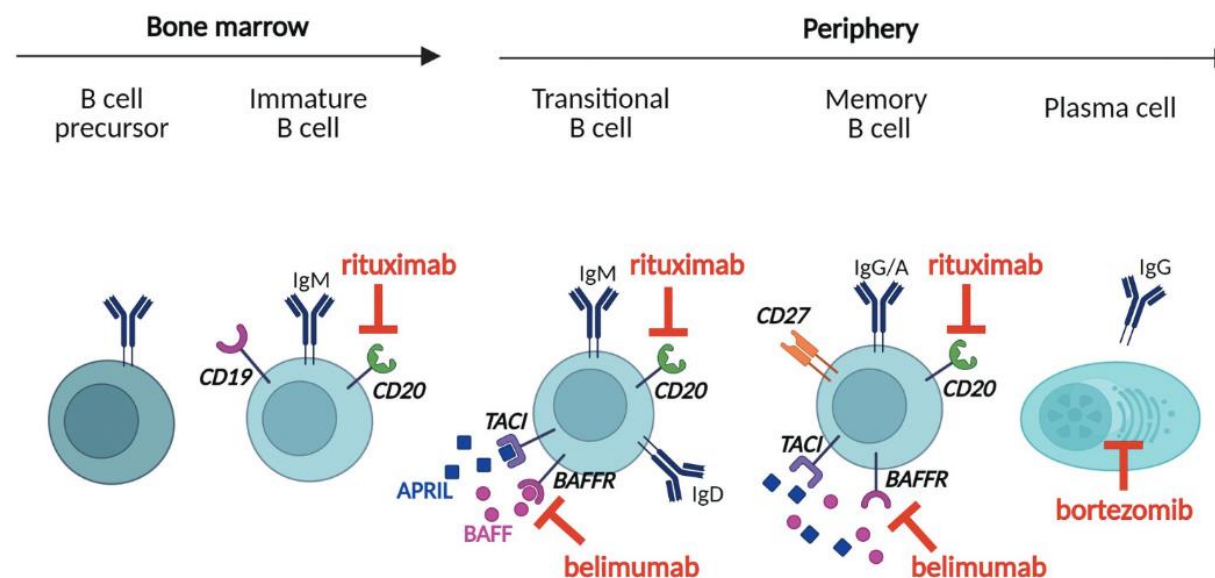 Bone marrow
Periphery
B cell
precursor
Immature
B cell
Transitional
B cell
Memory
B cell
Plasma cell
rituximab
IgM
CD19
CD20
rituximab
IgM
CD20
TACI
APRIL
BAFFR
BAFF
IgD
belimumab
rituximab
IgG/A
CD27
CD20
TACI
BAFFR
belimumab
IgG
bortezomib